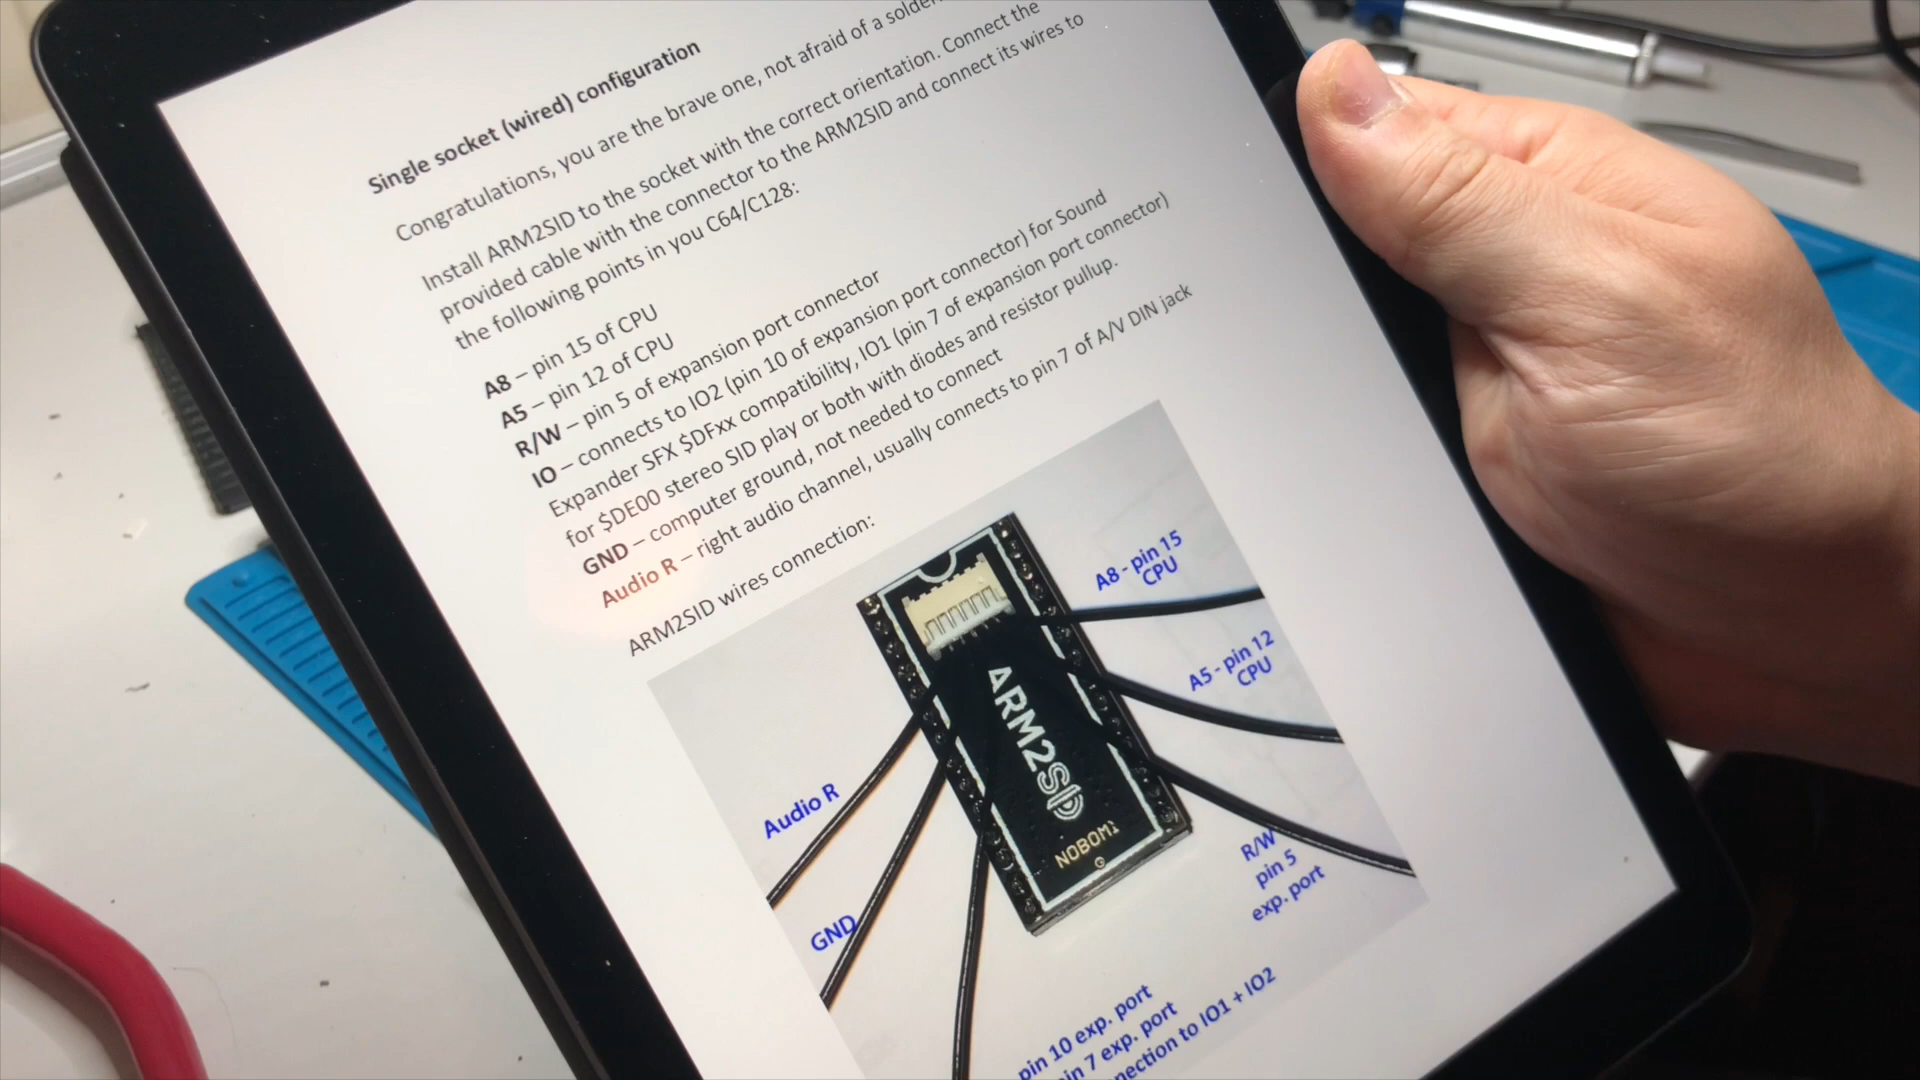 Single socket (wired) configuration
Congratulations, you are the brave one, not afraid of a
Install ARM2SID to the socket with the correct orientation. Connect the
provided cable with the connector to the ARM2SID and connect its wires to
the following points in you C64/C128:
A8 – pin 15 of CPU
A5 – pin 12 of CPU
R/W – pin 5 of expansion port connector
IO – connects to IO2 (pin 10 of expansion port connector) for Sound
Expander SFX $DFxx compatibility, IO1 (pin 7 of expansion port connector)
for $DE00 stereo SID play or both with diodes and resistor pullup.
GND – computer ground, not needed to connect
Audio R – right audio channel, usually connects to pin 7 of A/V DIN jack
ARM2SID wires connection:
A8 - pin 15
CPU
A5 - pin 12
CPU
ARM2SID
NOBOMI
Audio R
GND
R/W
pin 5
exp. port
pin 10 exp. port
7 exp. port
to IO1 + IO2